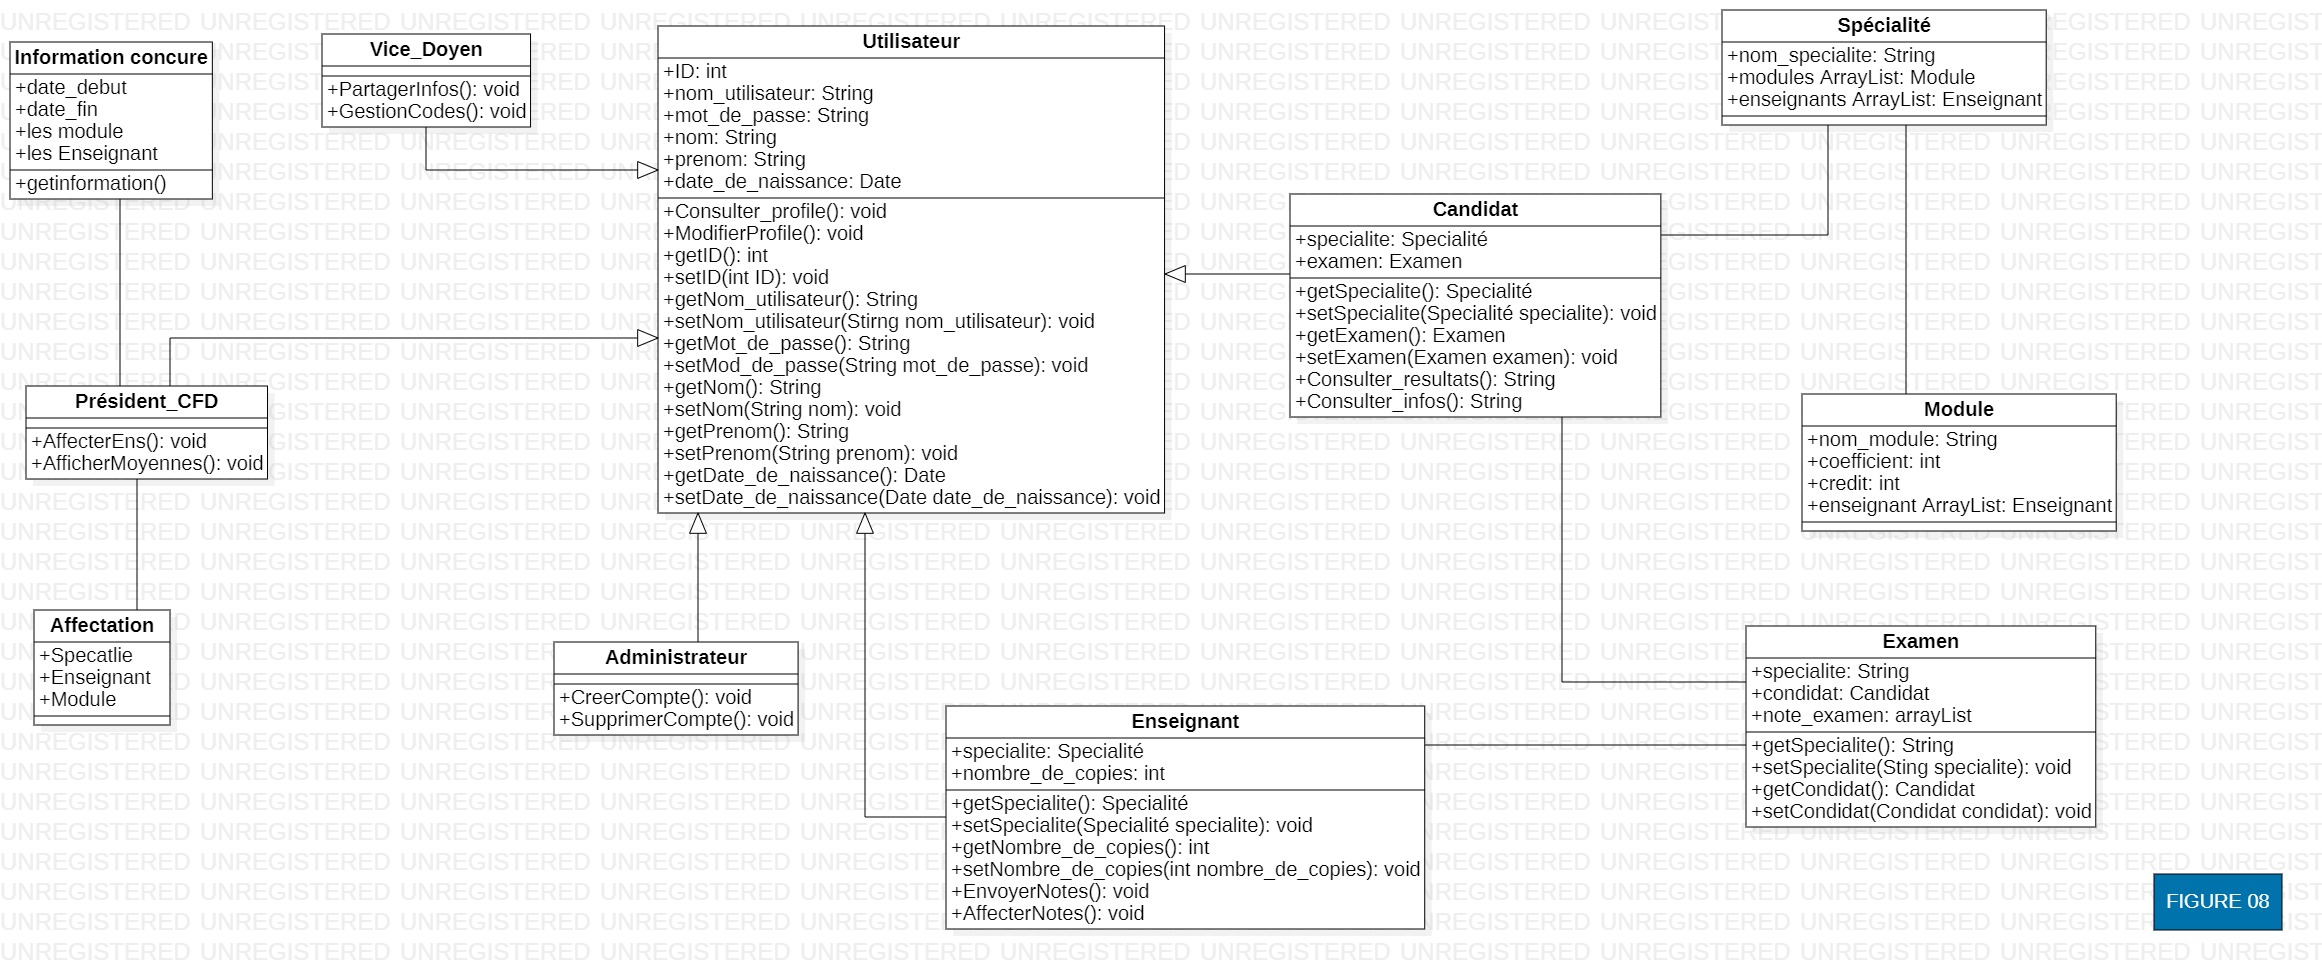 Information concure
+date_debut
+date_fin
+les module
+les Enseignant
+getinformation()
Vice_Doyen
+PartagerInfos(): void
+GestionCodes(): void
Utilisateur
+ID: int
+nom_utilisateur: String
+mot_de_passe: String
+nom: String
+prenom: String
+date_de_naissance: Date
+Consulter_profile(): void
+ModifierProfile(): void
+getID(): int
+setID(int ID): void
+getNom_utilisateur(): String
+setNom_utilisateur(Stirng nom_utilisateur): void
+getMot_de_passe(): String
+setMod_de_passe(String mot_de_passe): void
+getNom(): String
+setNom(String nom): void
+getPrenom(): String
+setPrenom(String prenom): void
+getDate_de_naissance(): Date
+setDate_de_naissance(Date date_de_naissance): void
Spécialité
+nom_specialite: String
+modules ArrayList: Module
+enseignants ArrayList: Enseignant
Candidat
+specialite: Specialité
+examen: Examen
+getSpecialite(): Specialité
+setSpecialite(Specialité specialite): void
+getExamen(): Examen
+setExamen(Examen examen): void
+Consulter_resultats(): String
+Consulter_infos(): String
Président_CFD
+AffecterEns(): void
+AfficherMoyennes(): void
Module
+nom_module: String
+coefficient: int
+credit: int
+enseignant ArrayList: Enseignant
Affectation
+Specatlie
+Enseignant
+Module
Administrateur
+CreerCompte(): void
+SupprimerCompte(): void
Enseignant
+specialite: Specialité
+nombre_de_copies: int
+getSpecialite(): Specialité
+setSpecialite(Specialité specialite): void
+getNombre_de_copies(): int
+setNombre_de_copies(int nombre_de_copies): void
+EnvoyerNotes(): void
+AffecterNotes(): void
Examen
+specialite: String
+condidat: Candidat
+note_examen: arrayList
+getSpecialite(): String
+setSpecialite(Sting specialite): void
+getCondidat(): Candidat
+setCondidat(Condidat condidat): void
FIGURE 08
UNREGISTERED